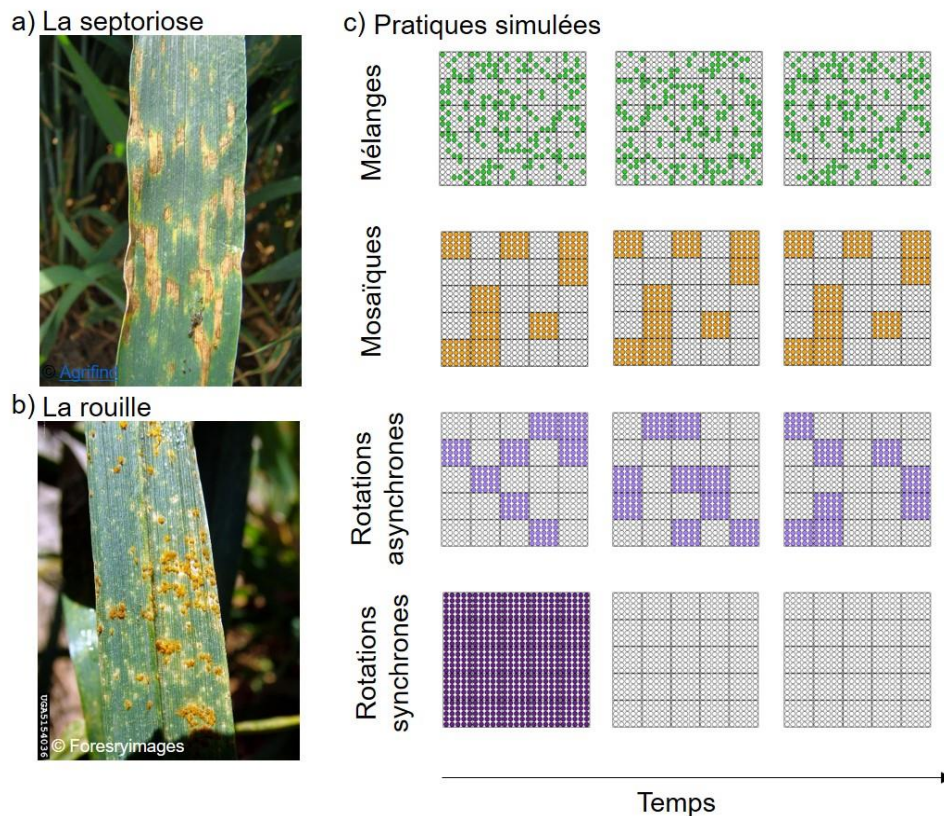 a) La septoriose
© Agrifind
b) La rouille
UGA5154036
© Foresryimages
c) Pratiques simulées
Mélanges
Mosaïques
Rotations
asynchrones
Rotations
synchrones
Temps